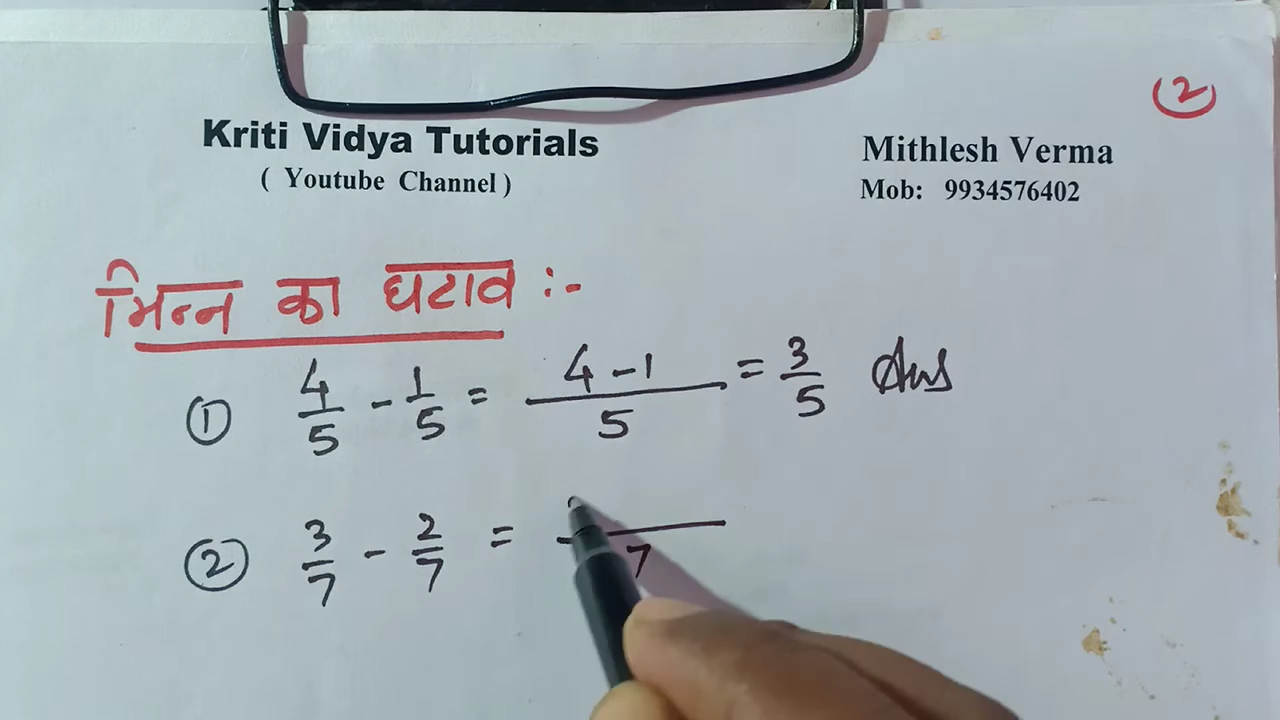 (2)
Kriti Vidya Tutorials
( Youtube Channel )
Mithlesh Verma
Mob: 9934576402
भिन्न का घटाव :-
① 4/5 - 1/5 = (4 - 1)/5 = 3/5 Ans
② 3/7 - 2/7 = /7